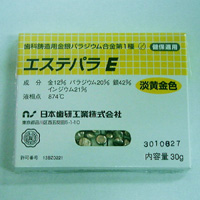 歯科鋳造用金銀パラジウム合金第1種
健保適用
エステパラ E
成分 金12% パラジウム20% 銀42%
インジウム21%
液相点 874℃
淡黄金色
日本歯研工業株式会社
3010827
内容量30g